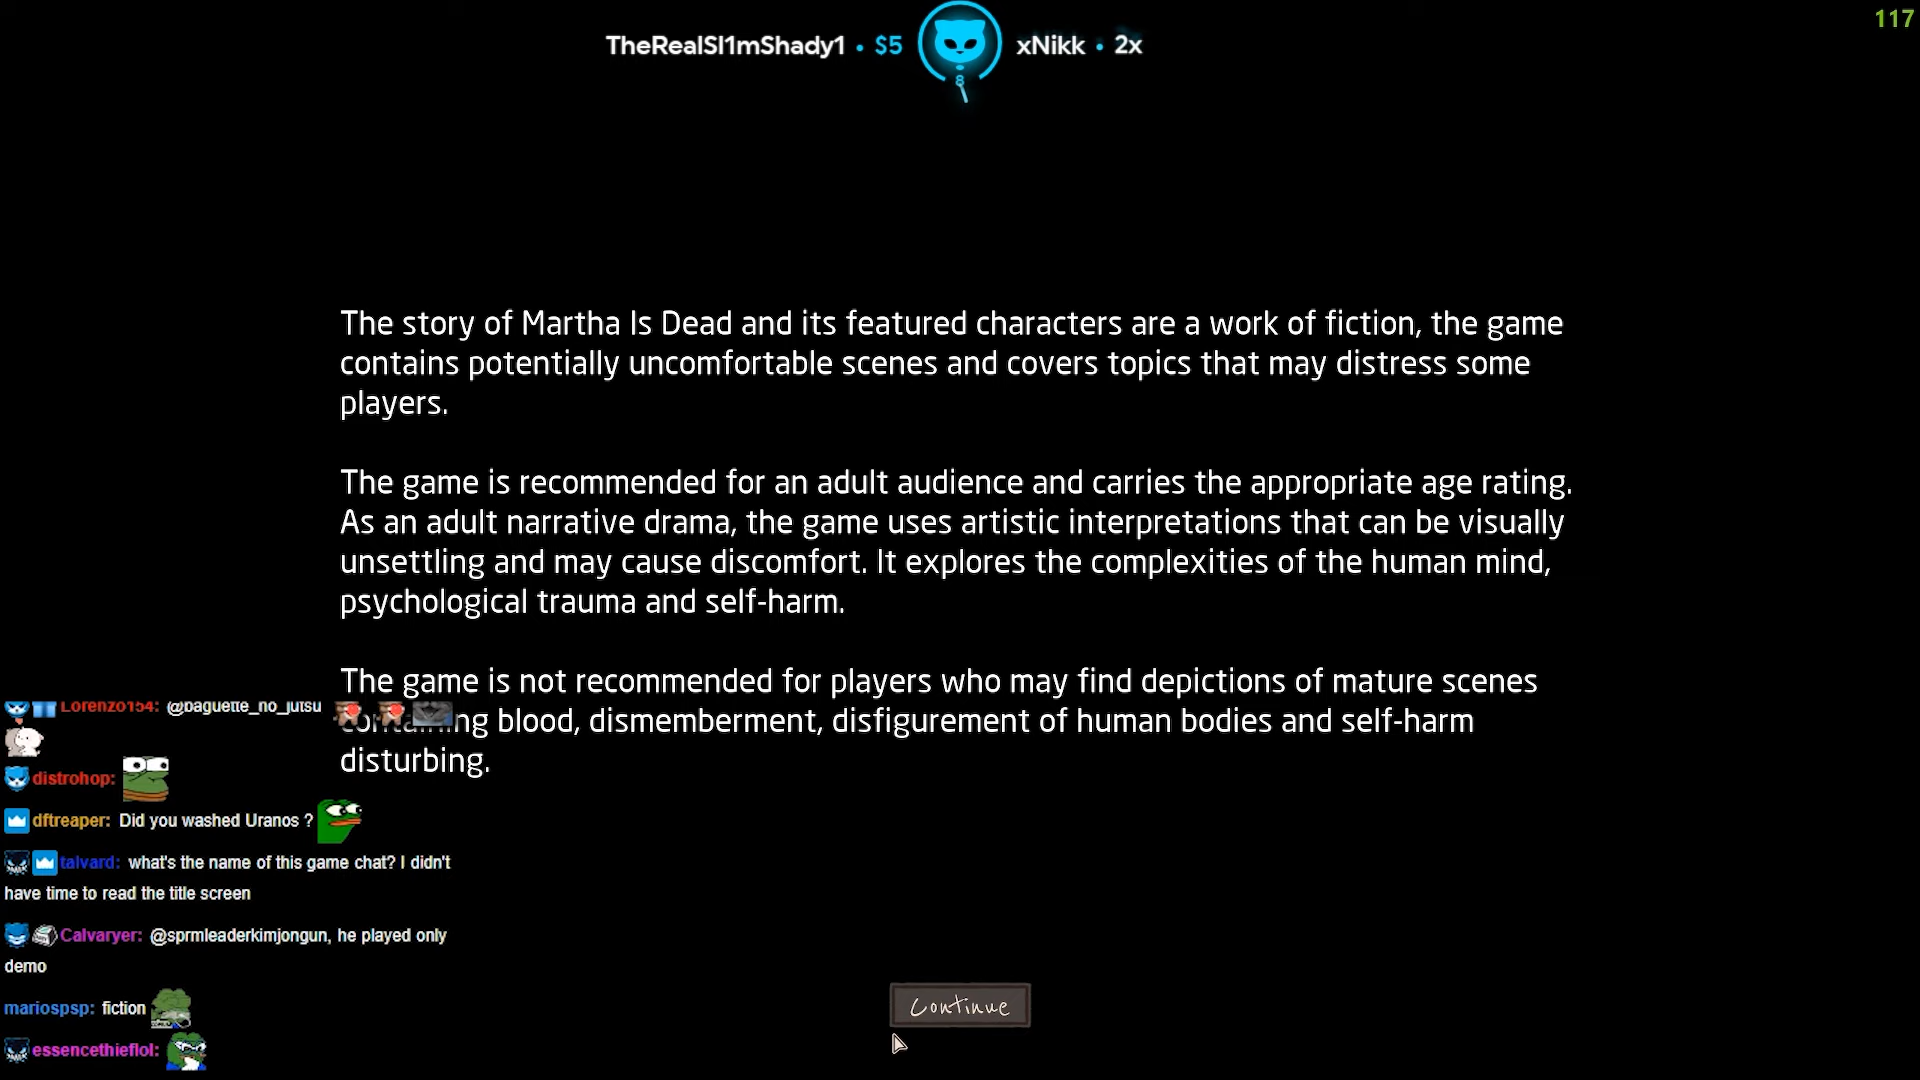 TheRealSl1mShady1 • $5
8
xNikk • 2x
117
The story of Martha Is Dead and its featured characters are a work of fiction, the game
contains potentially uncomfortable scenes and covers topics that may distress some
players.
The game is recommended for an adult audience and carries the appropriate age rating.
As an adult narrative drama, the game uses artistic interpretations that can be visually
unsettling and may cause discomfort. It explores the complexities of the human mind,
psychological trauma and self-harm.
The game is not recommended for players who may find depictions of mature scenes
containing blood, dismemberment, disfigurement of human bodies and self-harm
disturbing.
Lorenzo154: @baguette_no_jutsu
distrohop:
dftreaper: Did you washed Uranos ?
talvard: what's the name of this game chat? I didn't
have time to read the title screen
Calvaryer: @sprmleaderkimjongun, he played only
demo
mariospsp: fiction
essencethieflol:
Continue